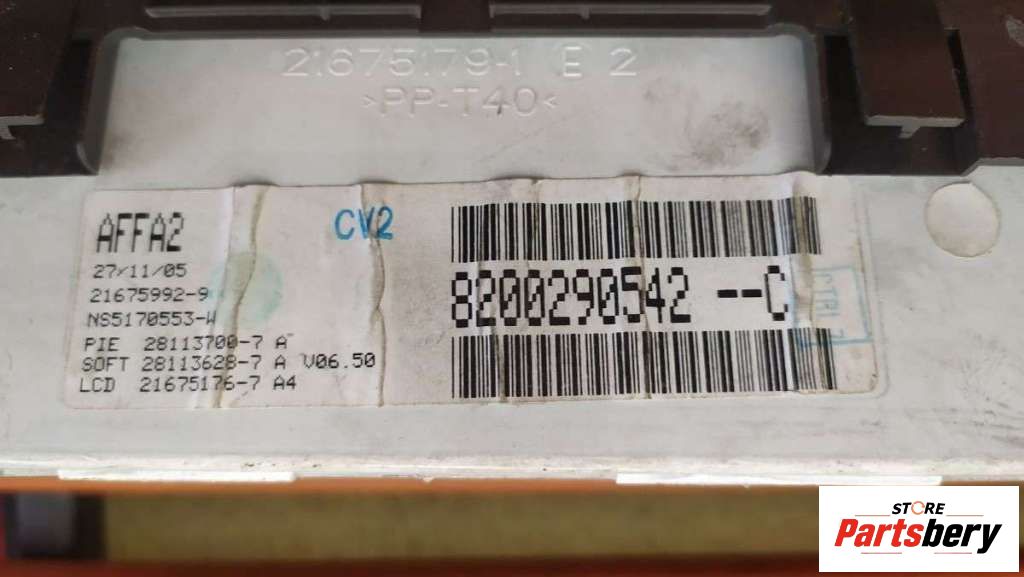 21675179-1 E 2
>PP-T40<
AFFA2
CV2
27/11/05
21675992-9
NS5170553-W
PIE 28113700-7 A
SOFT 28113628-7 A V06.50
LCD 21675176-7 A4
8200290542 --C
STORE
Partsbery